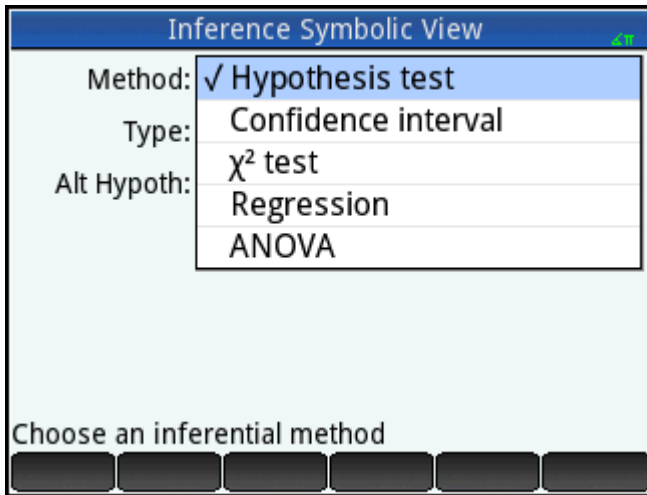 Inference Symbolic View
∡π
Method:
√ Hypothesis test
Confidence interval
Type:
χ² test
Alt Hypoth:
Regression
ANOVA
Choose an inferential method